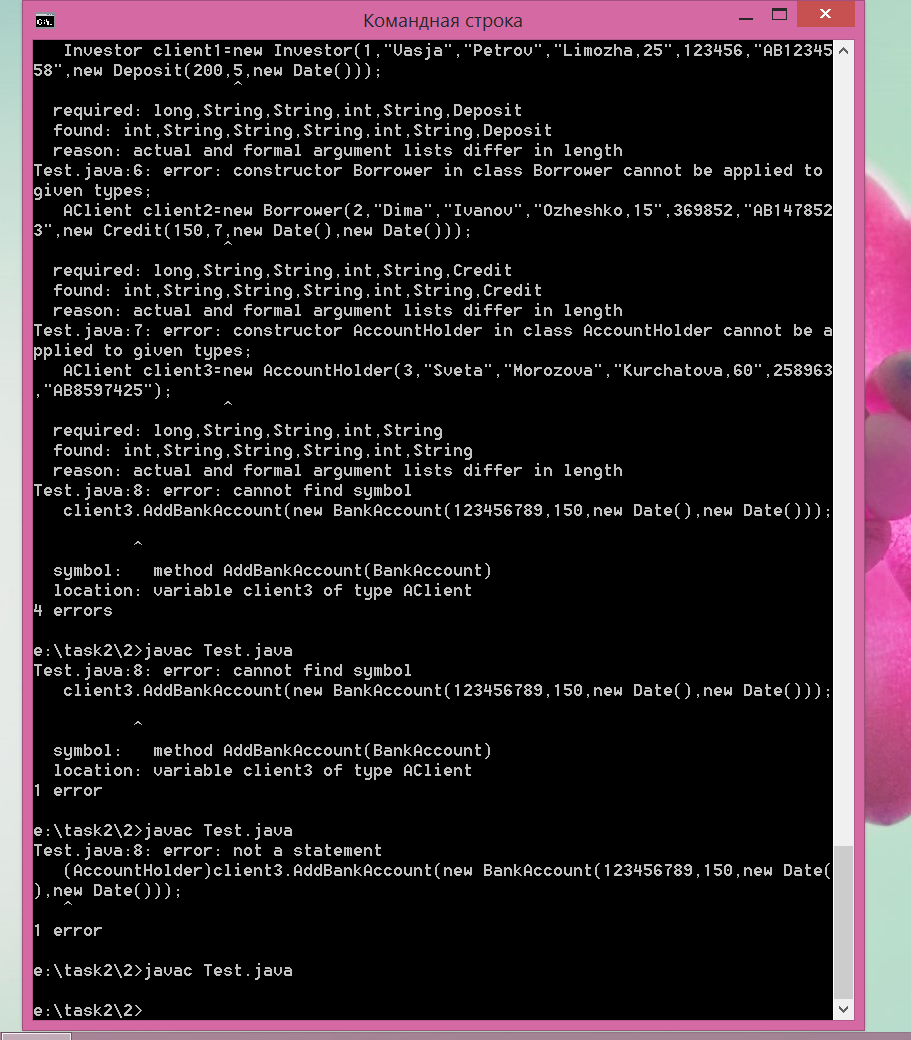 Командная строка
Investor client1=new Investor(1,"Vasja","Petrov","Limozha,25",123456,"AB12345
58",new Deposit(200,5,new Date()));
^
required: long,String,String,int,String,Deposit
found: int,String,String,String,int,String,Deposit
reason: actual and formal argument lists differ in length
Test.java:6: error: constructor Borrower in class Borrower cannot be applied to
given types;
AClient client2=new Borrower(2,"Dima","Ivanov","Ozheshko,15",369852,"AB147852
3",new Credit(150,7,new Date(),new Date()));
^
required: long,String,String,int,String,Credit
found: int,String,String,String,int,String,Credit
reason: actual and formal argument lists differ in length
Test.java:7: error: constructor AccountHolder in class AccountHolder cannot be a
pplied to given types;
AClient client3=new AccountHolder(3,"Sveta","Morozova","Kurchatova,60",258963
,"AB8597425");
^
required: long,String,String,int,String
found: int,String,String,String,int,String
reason: actual and formal argument lists differ in length
Test.java:8: error: cannot find symbol
client3.AddBankAccount(new BankAccount(123456789,150,new Date(),new Date()));
^
symbol:   method AddBankAccount(BankAccount)
location: variable client3 of type AClient
4 errors
e:\task2\2>javac Test.java
Test.java:8: error: cannot find symbol
client3.AddBankAccount(new BankAccount(123456789,150,new Date(),new Date()));
^
symbol:   method AddBankAccount(BankAccount)
location: variable client3 of type AClient
1 error
e:\task2\2>javac Test.java
Test.java:8: error: not a statement
(AccountHolder)client3.AddBankAccount(new BankAccount(123456789,150,new Date(
),new Date()));
^
1 error
e:\task2\2>javac Test.java
e:\task2\2>